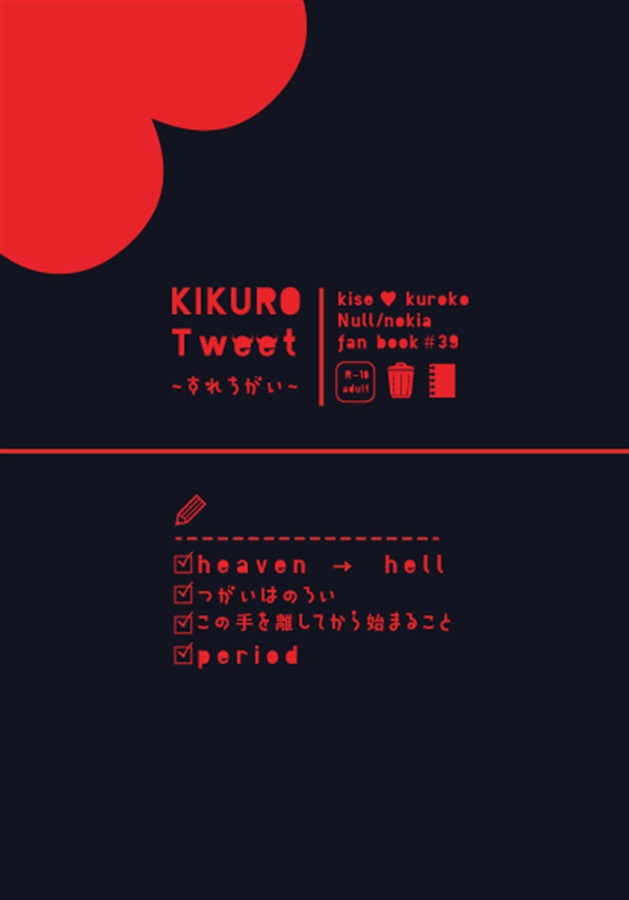 KIKURO
Tweet
~すれちがい~
kise ♥ kuroko
Null/nokia
fan book #39
R-18
adult
heaven → hell
つがいはのろい
この手を離してから始まること
period